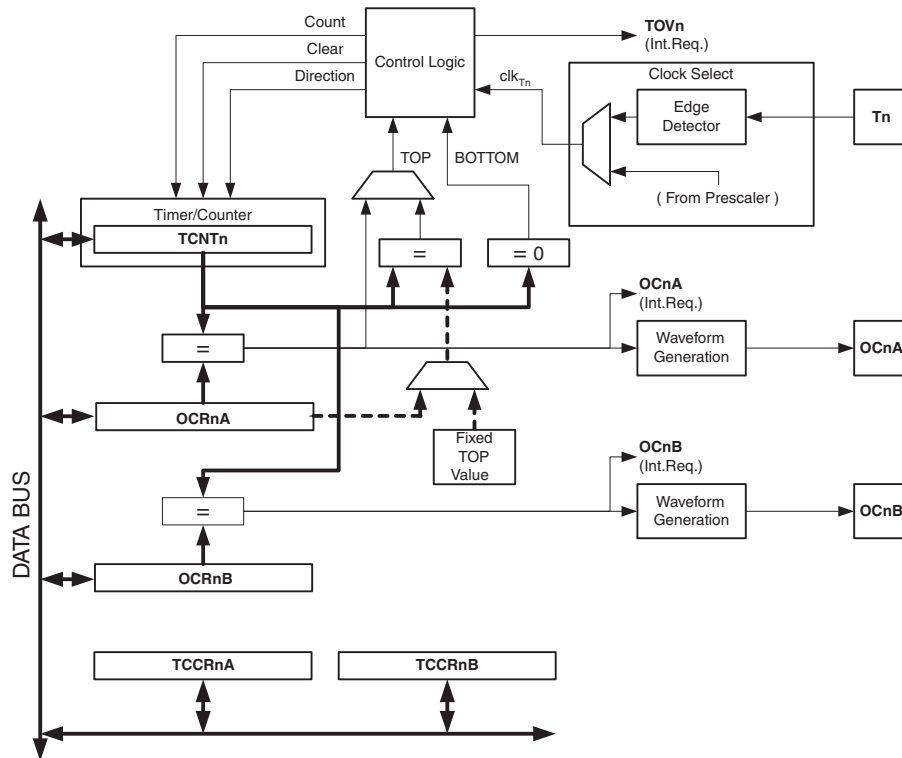 Count
Clear
Direction
Control Logic
TOVn
(Int.Req.)
clkTn
Clock Select
Edge
Detector
Tn
( From Prescaler )
TOP
BOTTOM
Timer/Counter
TCNTn
=
= 0
OCnA
(Int.Req.)
=
Waveform
Generation
OCnA
OCRnA
Fixed
TOP
Value
OCnB
(Int.Req.)
=
Waveform
Generation
OCnB
OCRnB
DATA BUS
TCCRnA
TCCRnB